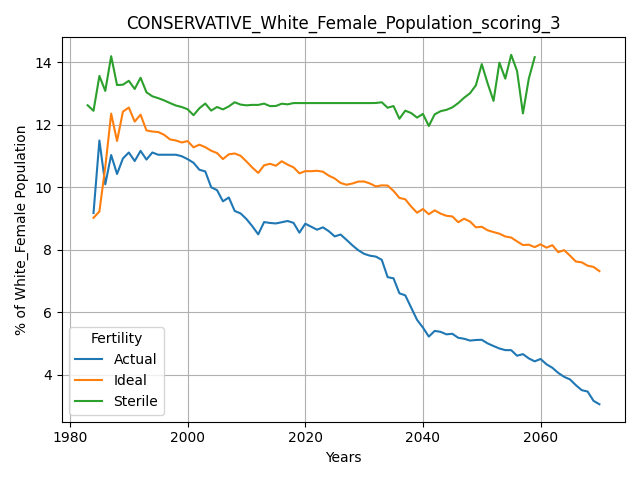 CONSERVATIVE_White_Female_Population_scoring_3
% of White_Female Population
14
12
10
8
6
4
Fertility
Actual
Ideal
Sterile
1980
2000
2020
2040
2060
Years